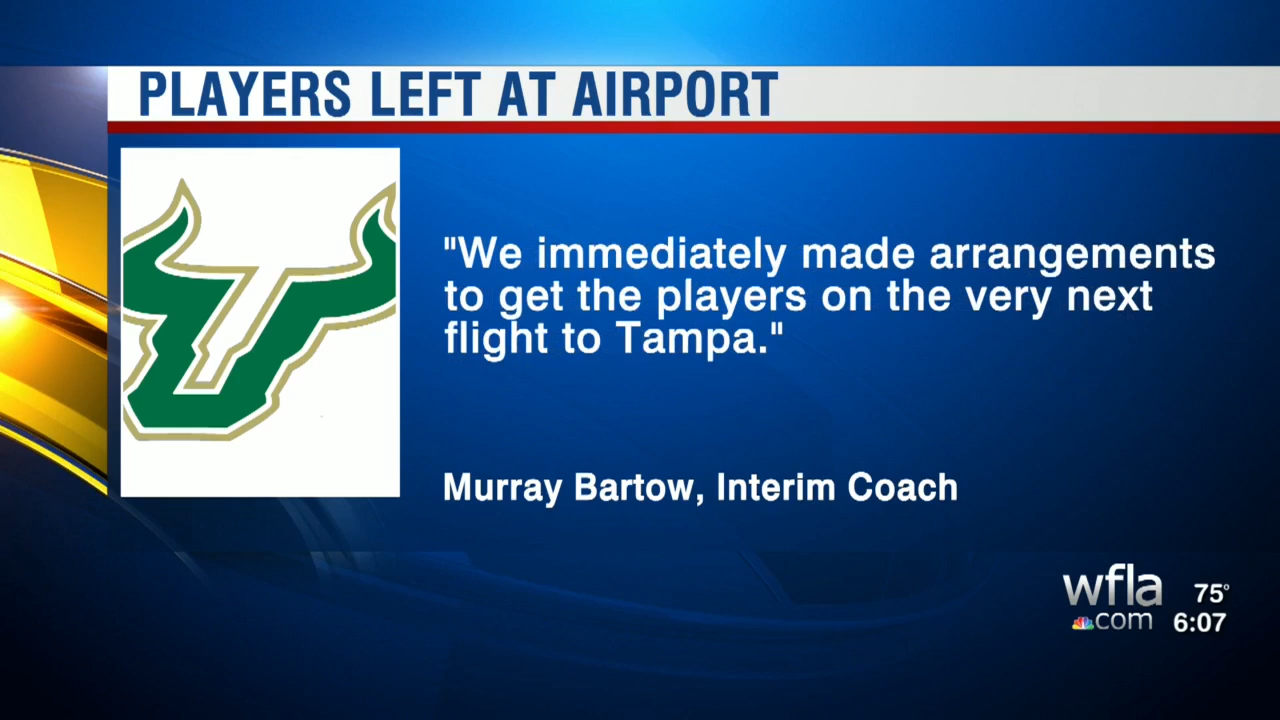 PLAYERS LEFT AT AIRPORT
"We immediately made arrangements
to get the players on the very next
flight to Tampa."
Murray Bartow, Interim Coach
wfla
.com
75°
6:07